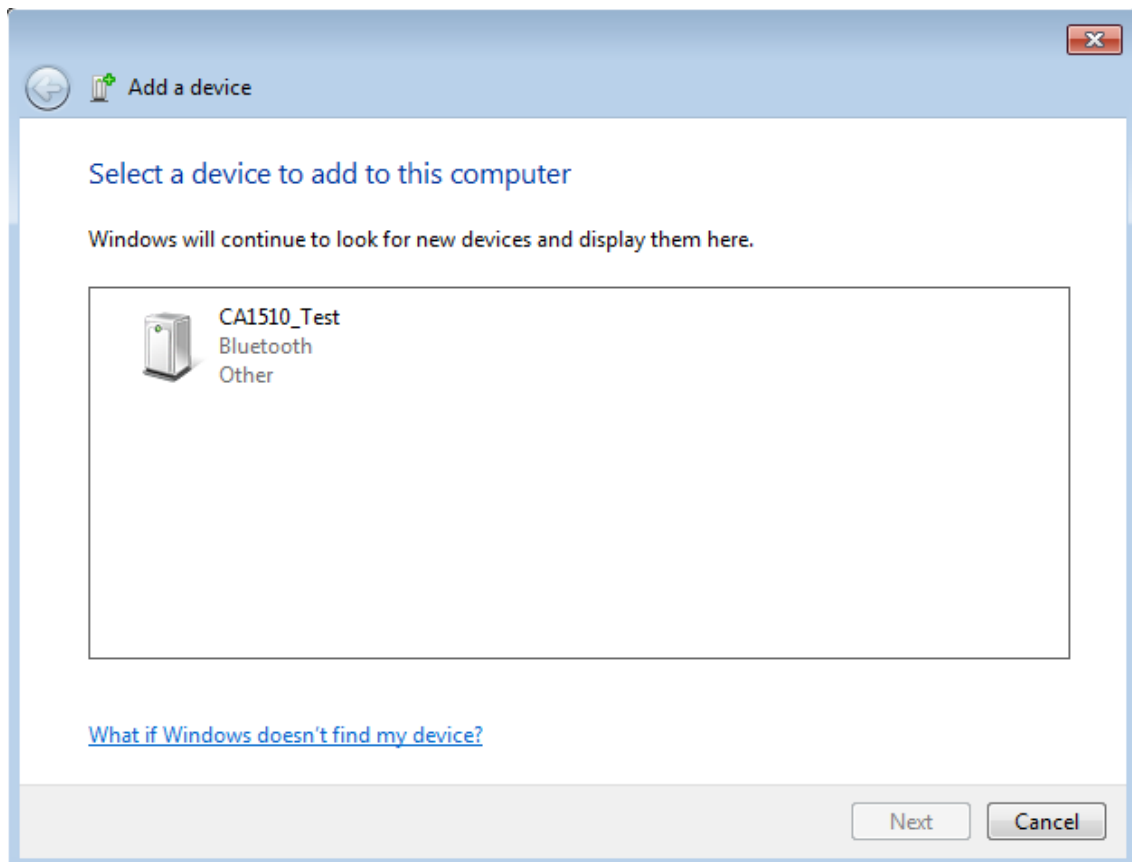 Add a device
Select a device to add to this computer
Windows will continue to look for new devices and display them here.
CA1510_Test
Bluetooth
Other
What if Windows doesn't find my device?
Next
Cancel